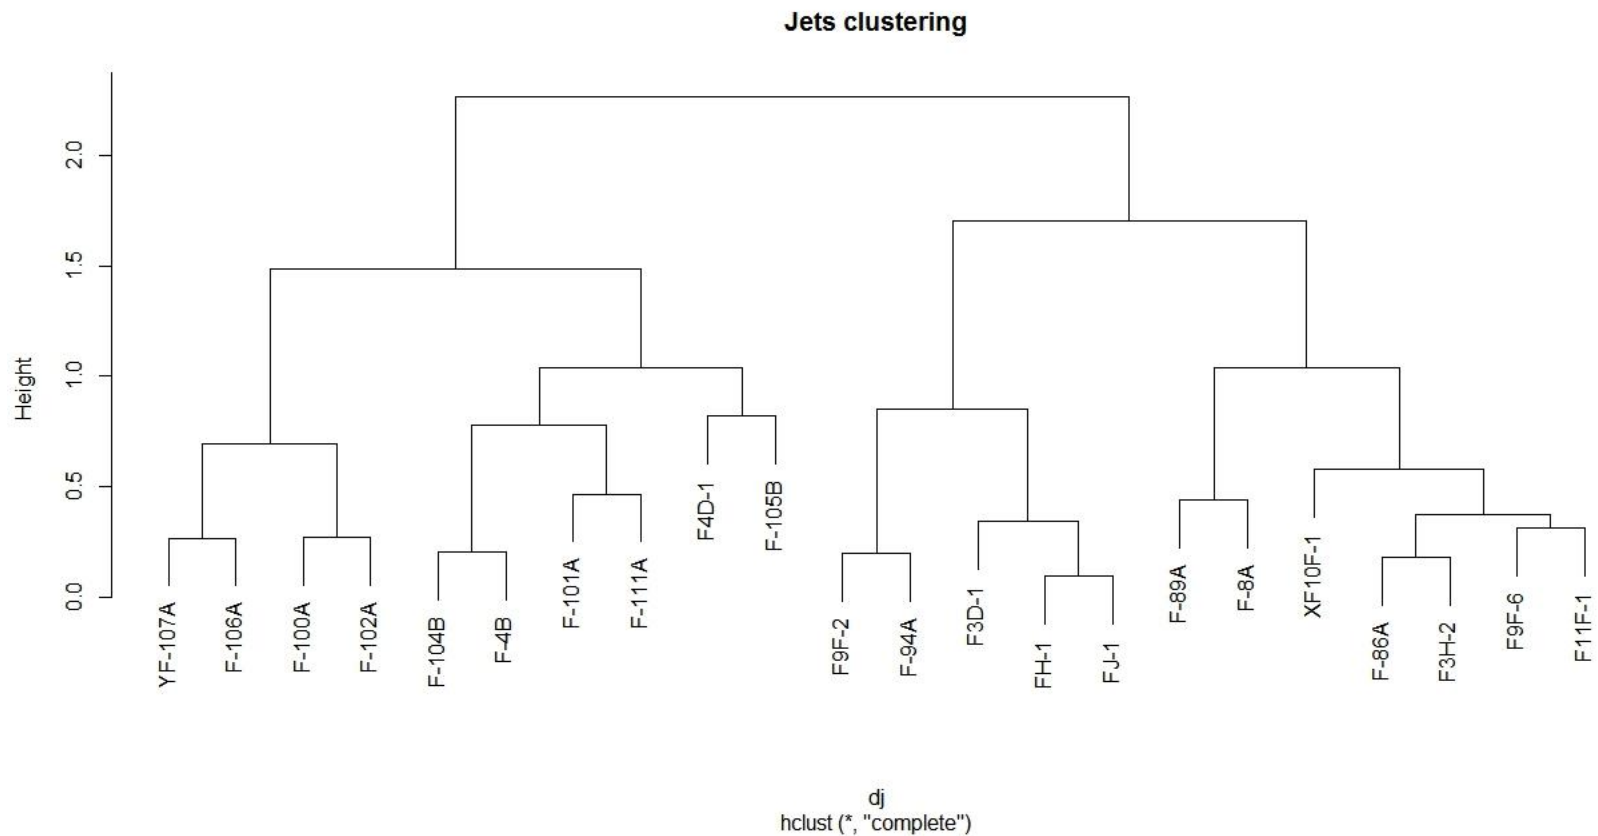 Jets clustering
Height
2.0
1.5
1.0
0.5
0.0
YF-107A
F-106A
F-100A
F-102A
F-104B
F-4B
F-101A
F-111A
F4D-1
F-105B
F9F-2
F-94A
F3D-1
FH-1
FJ-1
F-89A
F-8A
XF10F-1
F-86A
F3H-2
F9F-6
F11F-1
dj
hclust (*, "complete")